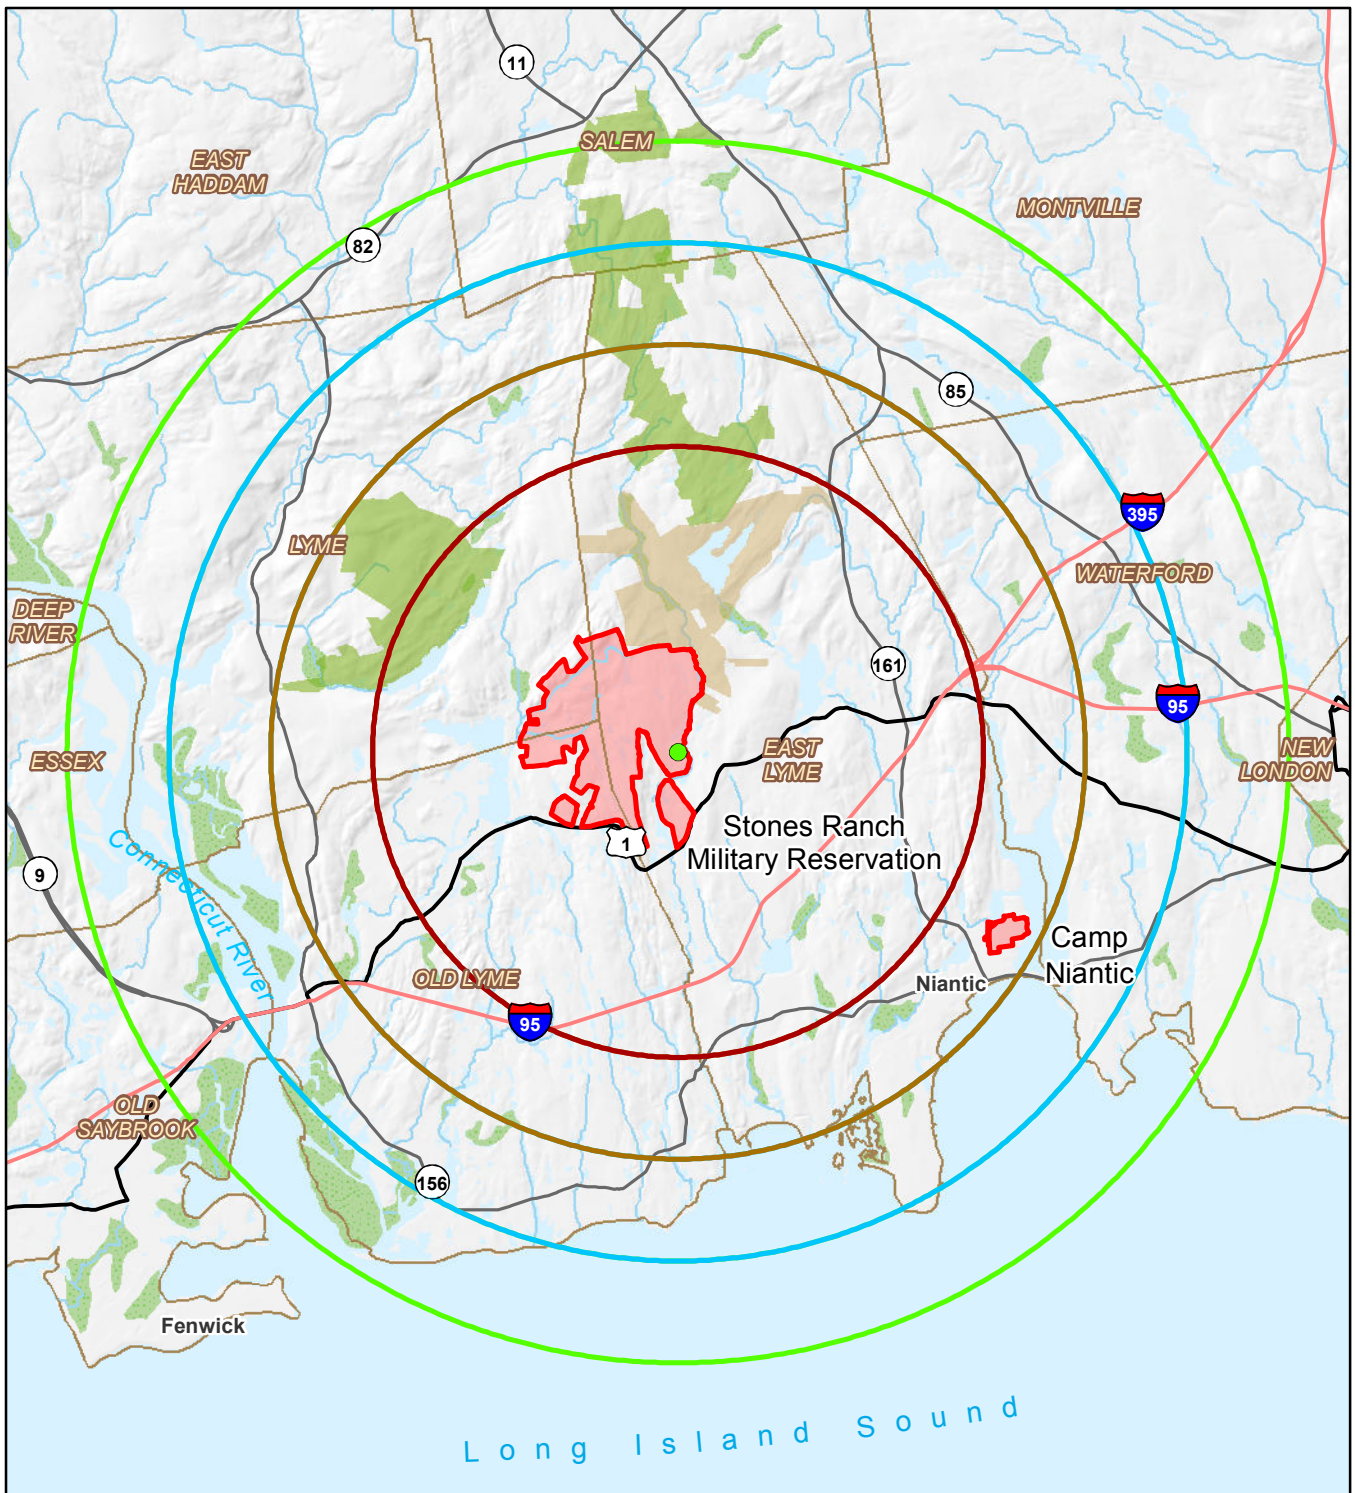 11
SALEM
EAST
HADDAM
MONTVILLE
82
85
395
LYME
WATERFORD
DEEP
RIVER
161
95
ESSEX
EAST
LYME
NEW
LONDON
Stones Ranch
Military Reservation
1
Connecticut River
9
Camp
Niantic
OLD LYME
Niantic
95
OLD
SAYBROOK
156
Fenwick
Long Island Sound